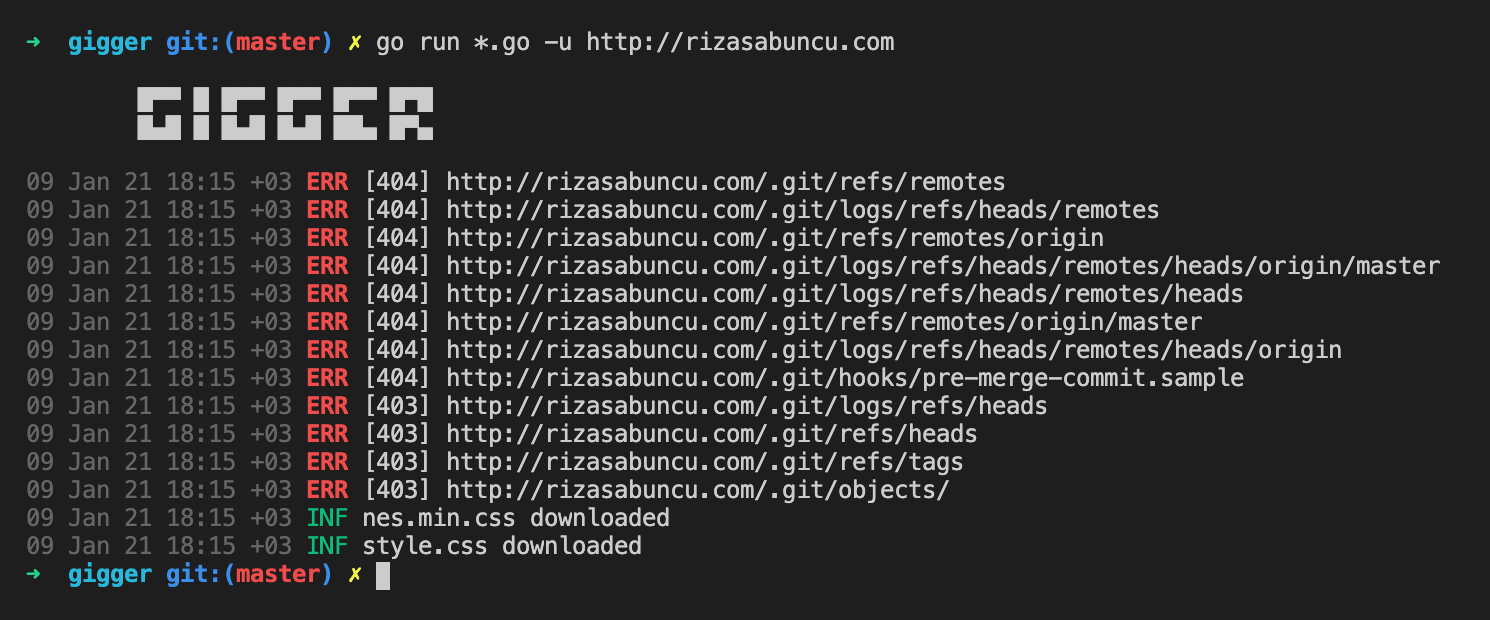 ➜ gigger git:(master) ✗ go run *.go -u http://rizasabuncu.com
GIGGER
09 Jan 21 18:15 +03 ERR [404] http://rizasabuncu.com/.git/refs/remotes
09 Jan 21 18:15 +03 ERR [404] http://rizasabuncu.com/.git/logs/refs/heads/remotes
09 Jan 21 18:15 +03 ERR [404] http://rizasabuncu.com/.git/refs/remotes/origin
09 Jan 21 18:15 +03 ERR [404] http://rizasabuncu.com/.git/logs/refs/heads/remotes/heads/origin/master
09 Jan 21 18:15 +03 ERR [404] http://rizasabuncu.com/.git/logs/refs/heads/remotes/heads
09 Jan 21 18:15 +03 ERR [404] http://rizasabuncu.com/.git/refs/remotes/origin/master
09 Jan 21 18:15 +03 ERR [404] http://rizasabuncu.com/.git/logs/refs/heads/remotes/heads/origin
09 Jan 21 18:15 +03 ERR [404] http://rizasabuncu.com/.git/hooks/pre-merge-commit.sample
09 Jan 21 18:15 +03 ERR [403] http://rizasabuncu.com/.git/logs/refs/heads
09 Jan 21 18:15 +03 ERR [403] http://rizasabuncu.com/.git/refs/heads
09 Jan 21 18:15 +03 ERR [403] http://rizasabuncu.com/.git/refs/tags
09 Jan 21 18:15 +03 ERR [403] http://rizasabuncu.com/.git/objects/
09 Jan 21 18:15 +03 INF nes.min.css downloaded
09 Jan 21 18:15 +03 INF style.css downloaded
➜ gigger git:(master) ✗